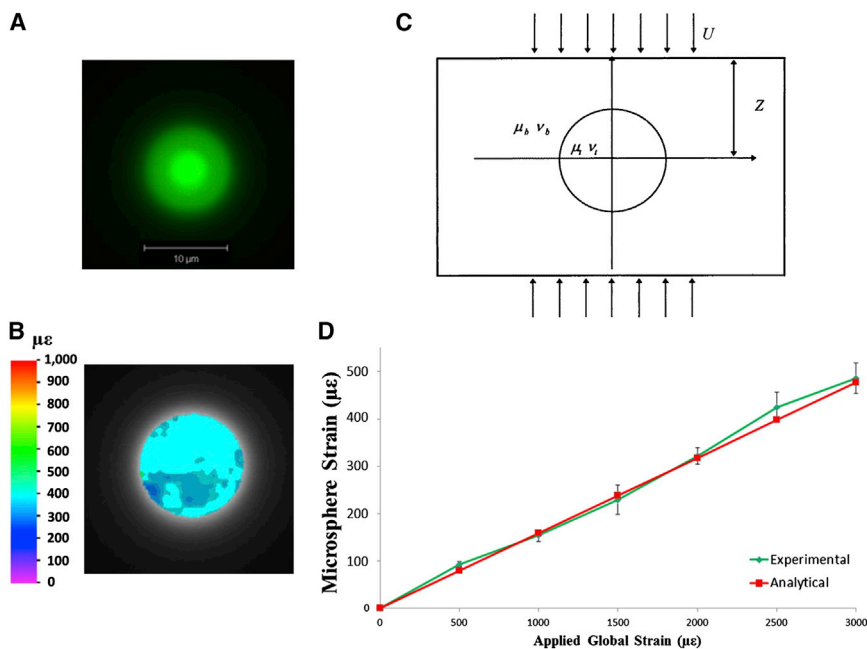 A
10 µm
B
µε
1,000
900
800
700
600
500
400
300
200
100
0
C
U
Z
μb νb
μi νi
D
Microsphere Strain (µε)
500
400
300
200
100
0
0 500 1000 1500 2000 2500 3000
Applied Global Strain (µε)
Experimental
Analytical